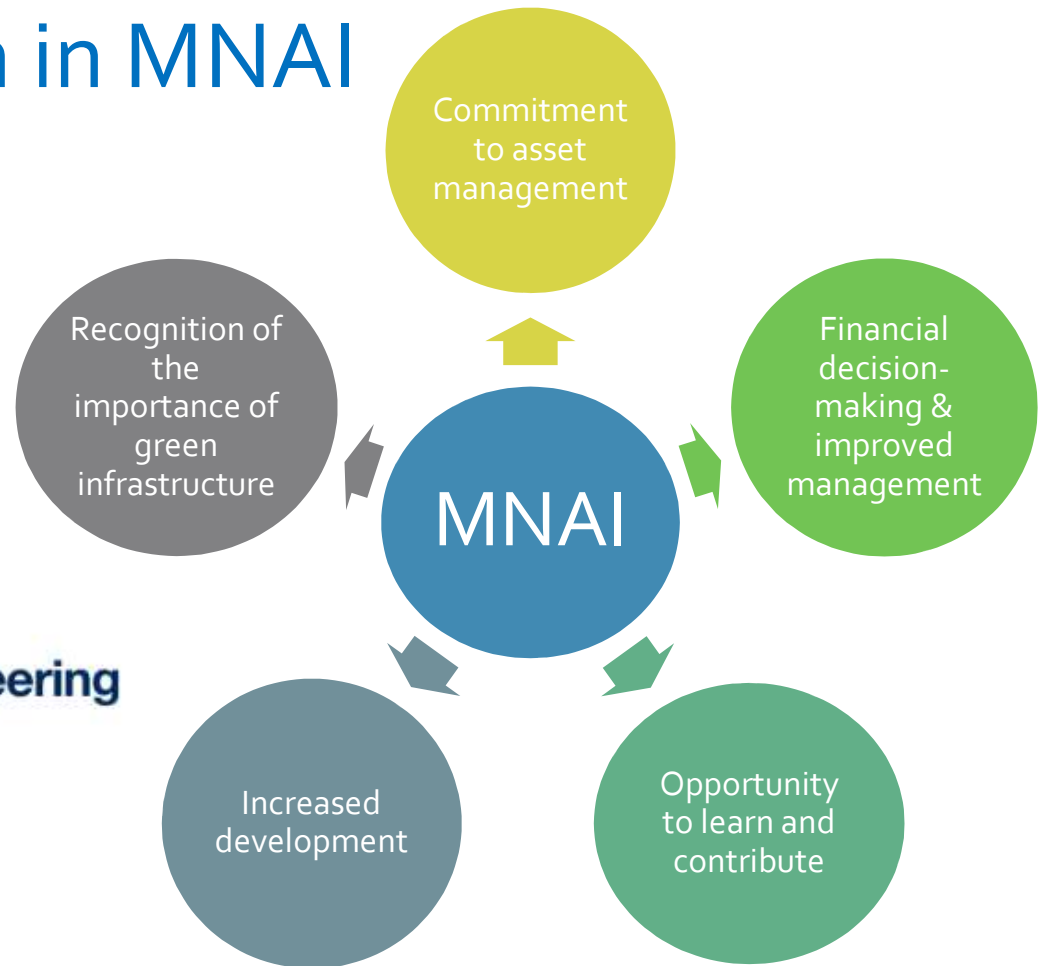 n in MNAI
Commitment
to asset
management
Recognition of
the
importance of
green
infrastructure
Financial
decision-
making &
improved
management
MNAI
eering
Increased
development
Opportunity
to learn and
contribute